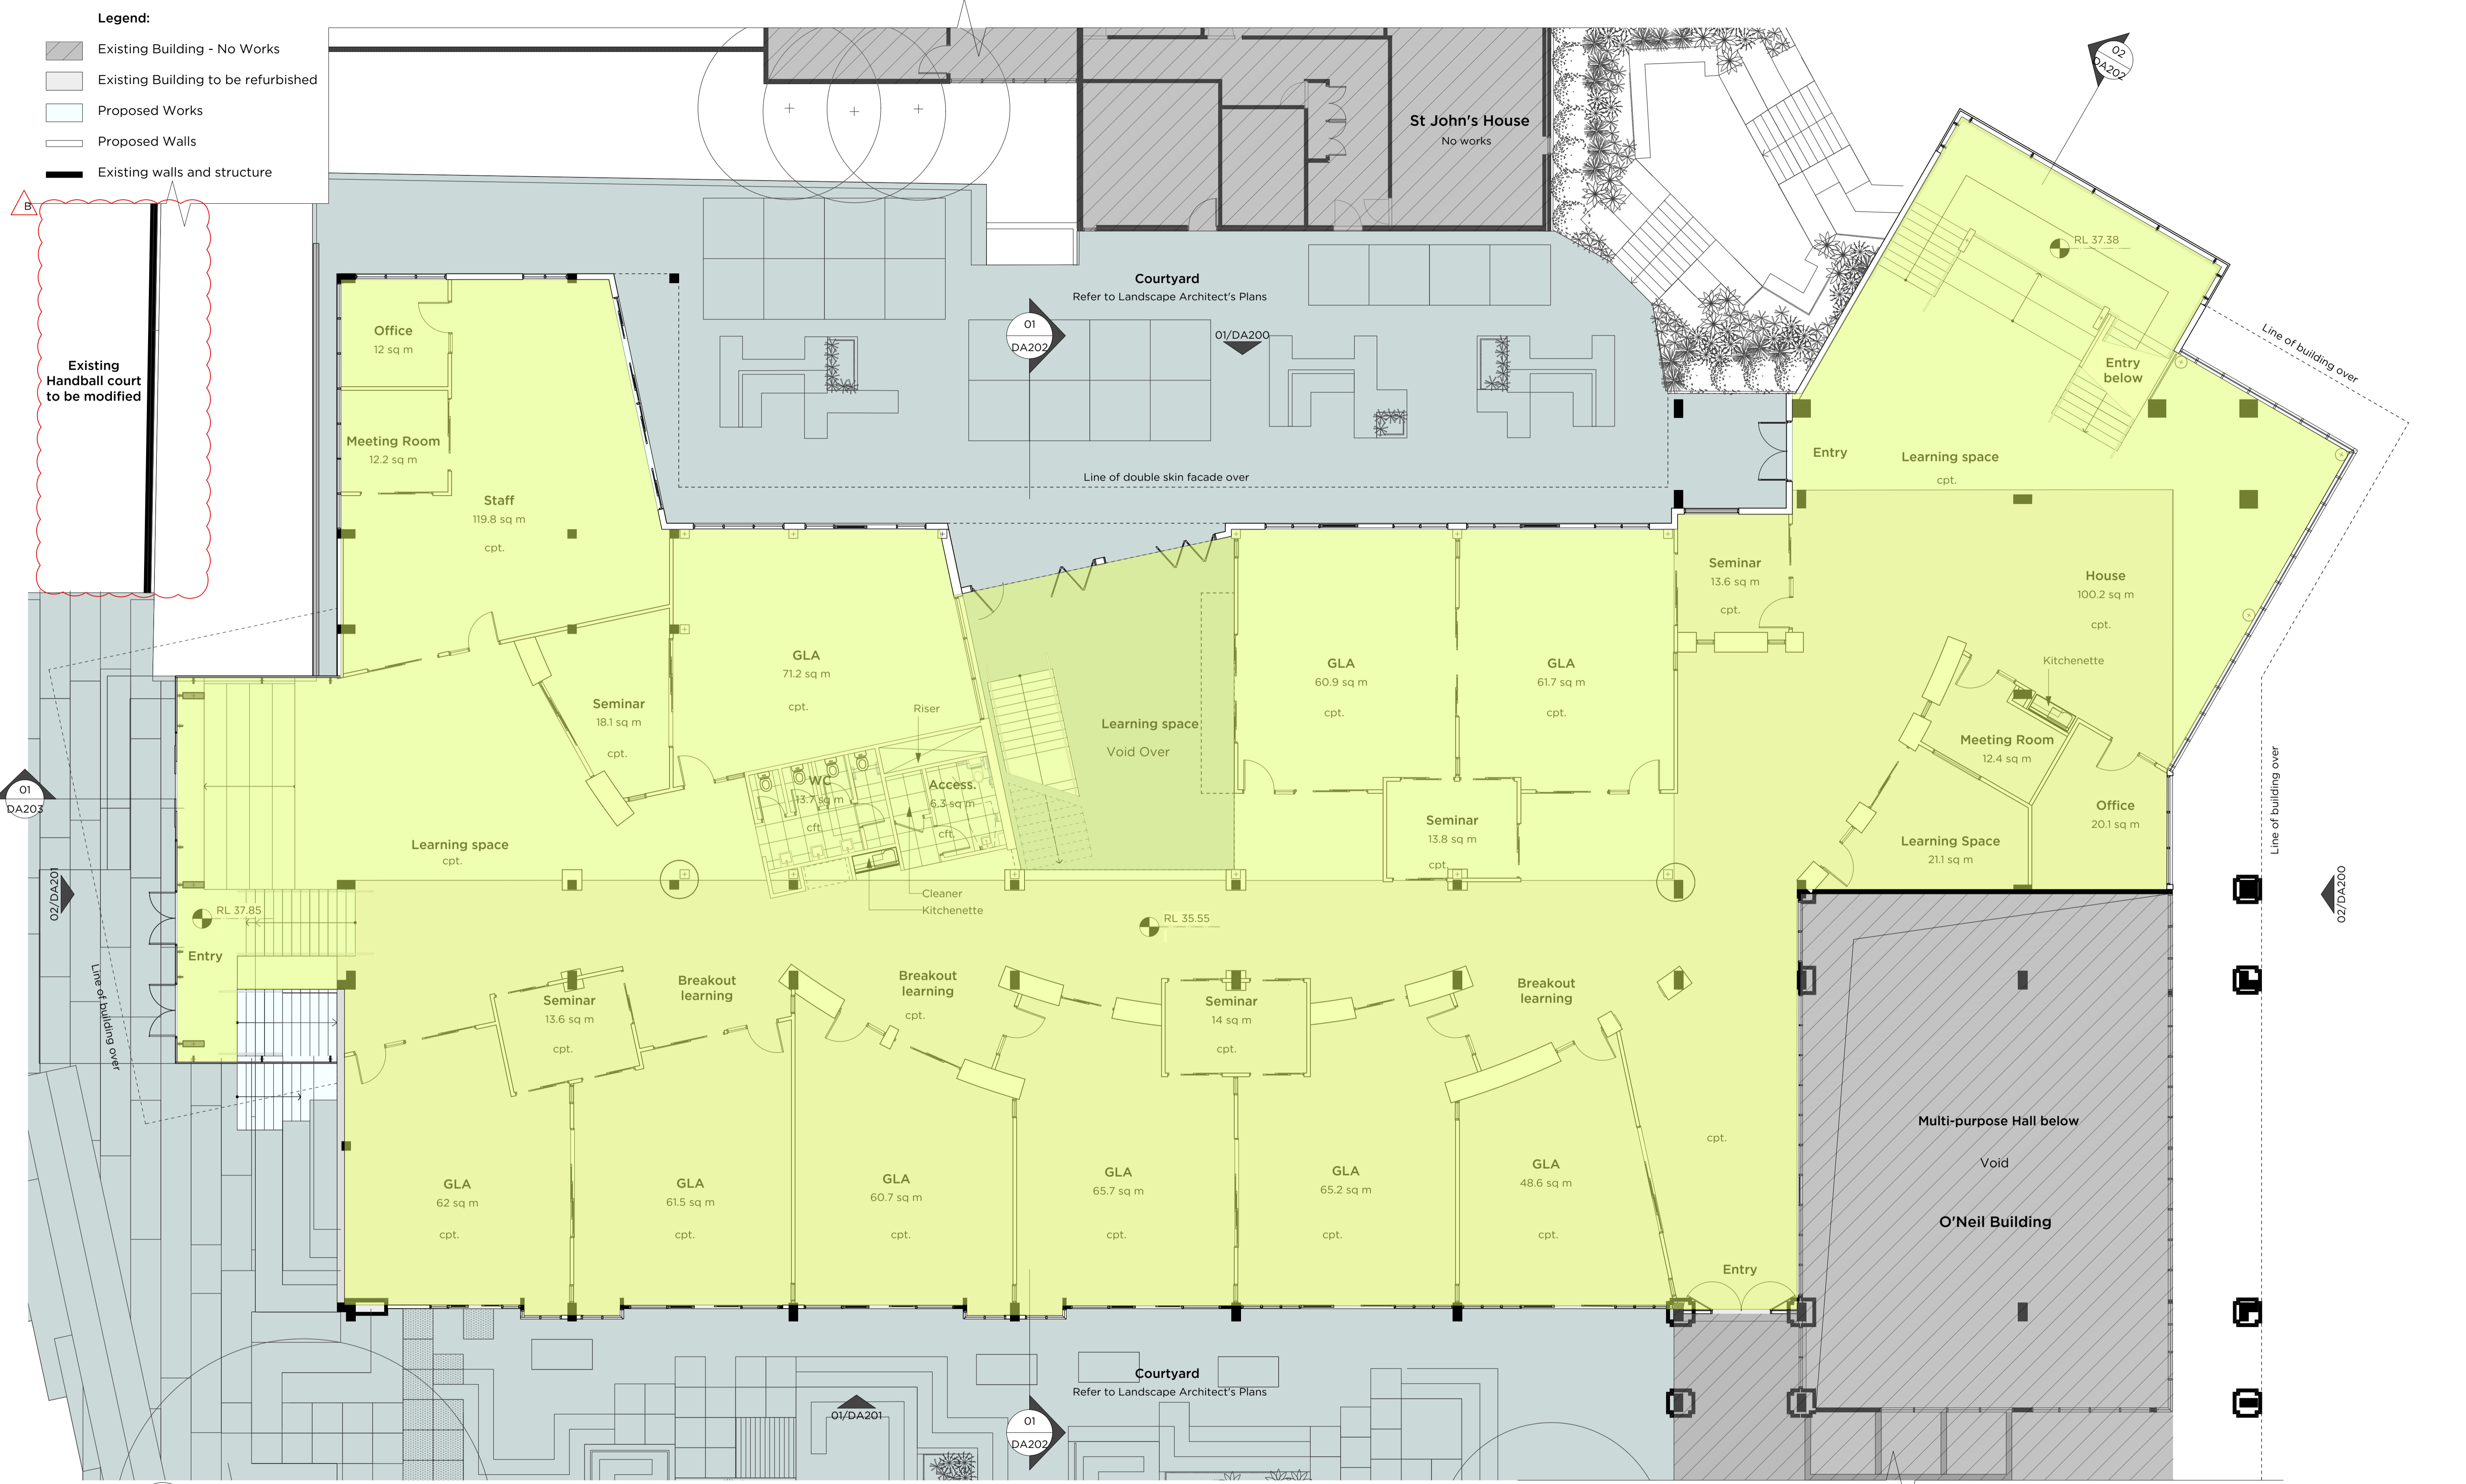 Legend:
Existing Building - No Works
Existing Building to be refurbished
Proposed Works
Proposed Walls
Existing walls and structure
B
Existing
Handball court
to be modified
St John's House
No works
02
DA202
Courtyard
Refer to Landscape Architect's Plans
01
DA202
01/DA200
Line of double skin facade over
RL 37.38
Entry
below
Line of building over
Office
12 sq m
Meeting Room
12.2 sq m
Staff
119.8 sq m
cpt.
Entry
Learning space
cpt.
Seminar
13.6 sq m
cpt.
House
100.2 sq m
cpt.
Kitchenette
GLA
71.2 sq m
cpt.
Seminar
18.1 sq m
cpt.
Riser
Learning space
Void Over
GLA
60.9 sq m
cpt.
GLA
61.7 sq m
cpt.
Meeting Room
12.4 sq m
Office
20.1 sq m
Line of building over
01
DA203
WC
13.7 sq m
cft.
Access.
6.3 sq m
cft.
Seminar
13.8 sq m
cpt.
Learning Space
21.1 sq m
Learning space
cpt.
02/DA201
02/DA200
Cleaner
Kitchenette
RL 37.85
Entry
RL 35.55
Line of building over
Seminar
13.6 sq m
cpt.
Breakout
learning
Breakout
learning
cpt.
Seminar
14 sq m
cpt.
Breakout
learning
cpt.
Multi-purpose Hall below
Void
O'Neil Building
GLA
62 sq m
cpt.
GLA
61.5 sq m
cpt.
GLA
60.7 sq m
cpt.
GLA
65.7 sq m
cpt.
GLA
65.2 sq m
cpt.
GLA
48.6 sq m
cpt.
Entry
Courtyard
Refer to Landscape Architect's Plans
01/DA201
01
DA202